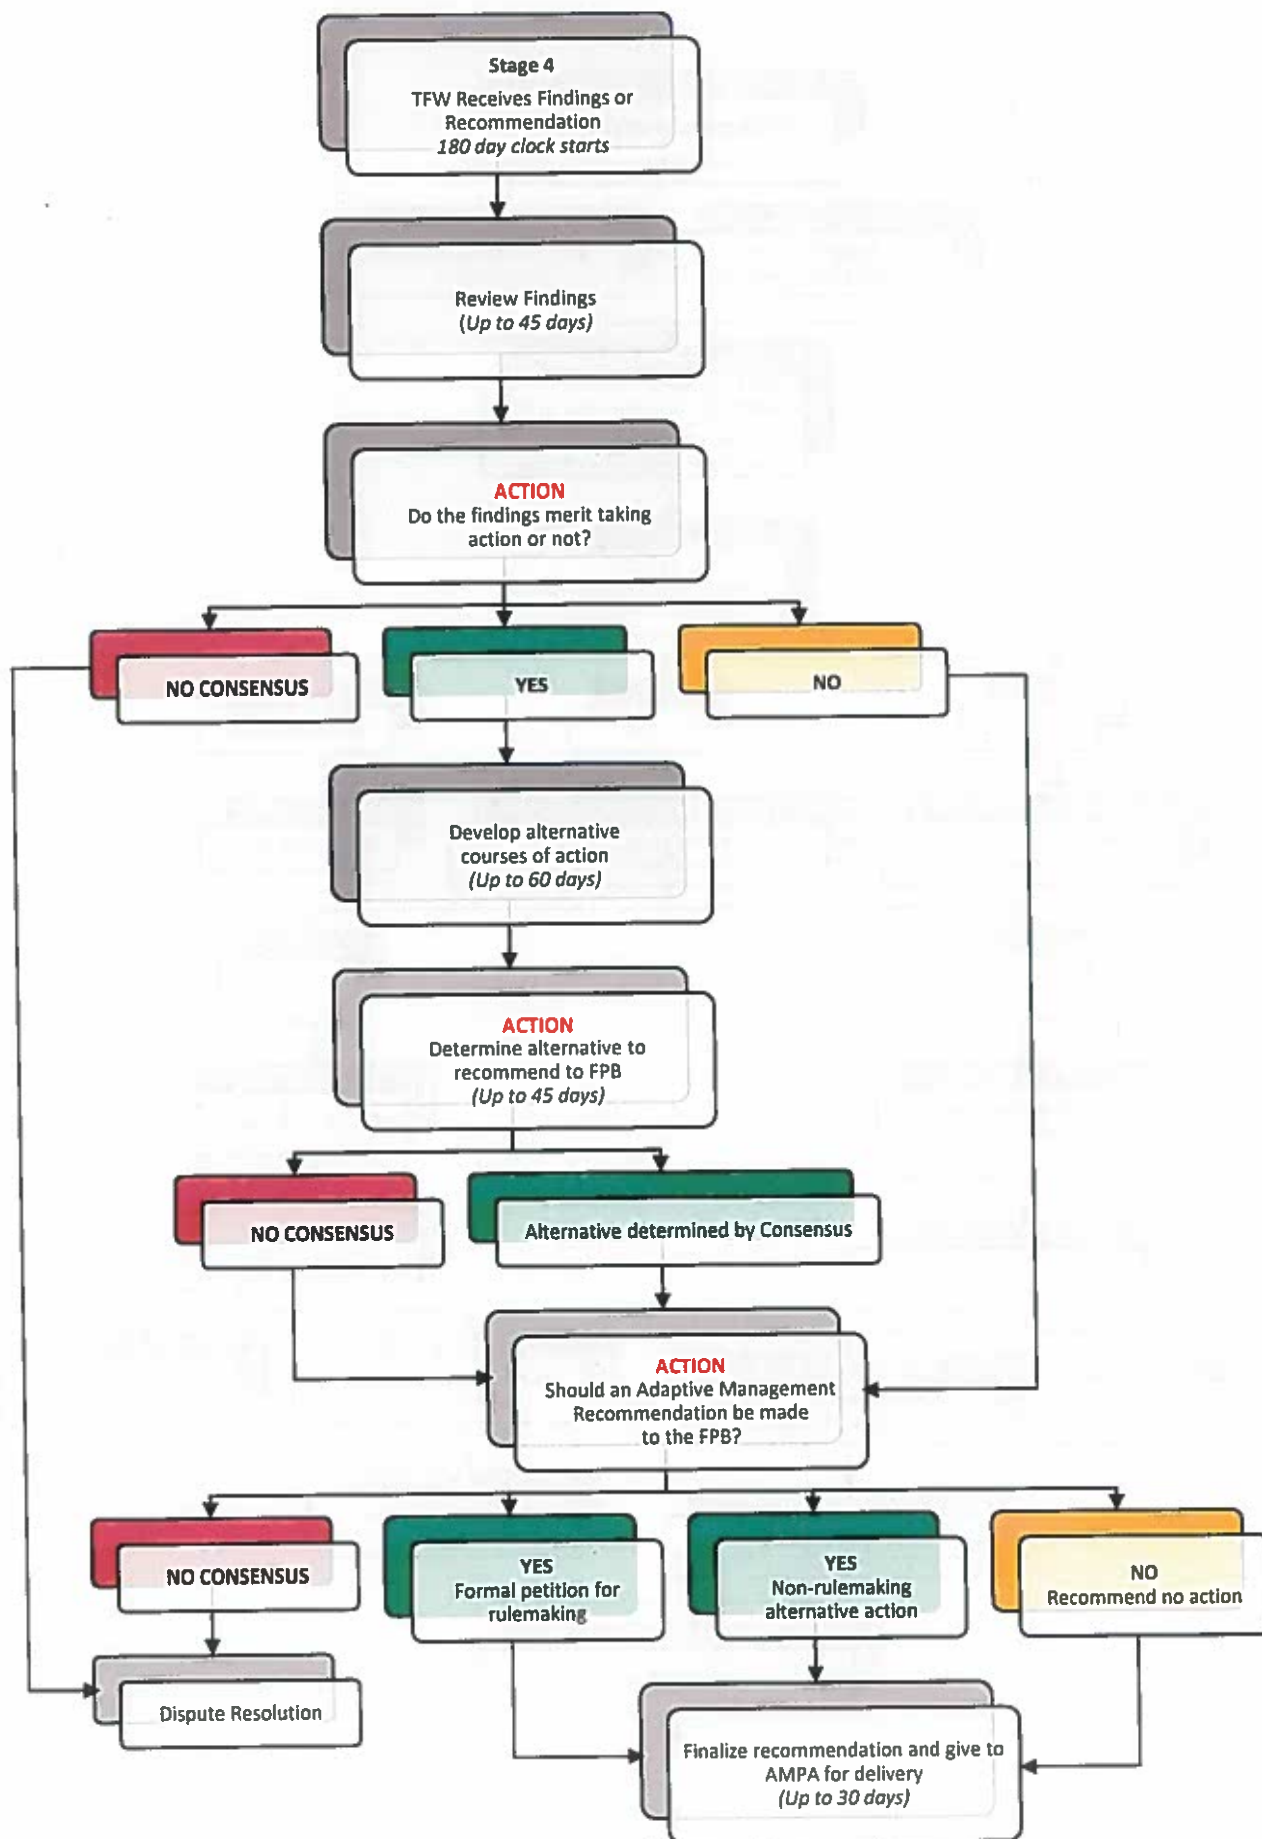 Stage 4
TFW Receives Findings or
Recommendation
180 day clock starts
Review Findings
(Up to 45 days)
ACTION
Do the findings merit taking
action or not?
NO CONSENSUS
YES
NO
Develop alternative
courses of action
(Up to 60 days)
ACTION
Determine alternative to
recommend to FPB
(Up to 45 days)
NO CONSENSUS
Alternative determined by Consensus
ACTION
Should an Adaptive Management
Recommendation be made
to the FPB?
NO CONSENSUS
YES
Formal petition for
rulemaking
YES
Non-rulemaking
alternative action
NO
Recommend no action
Dispute Resolution
Finalize recommendation and give to
AMPA for delivery
(Up to 30 days)